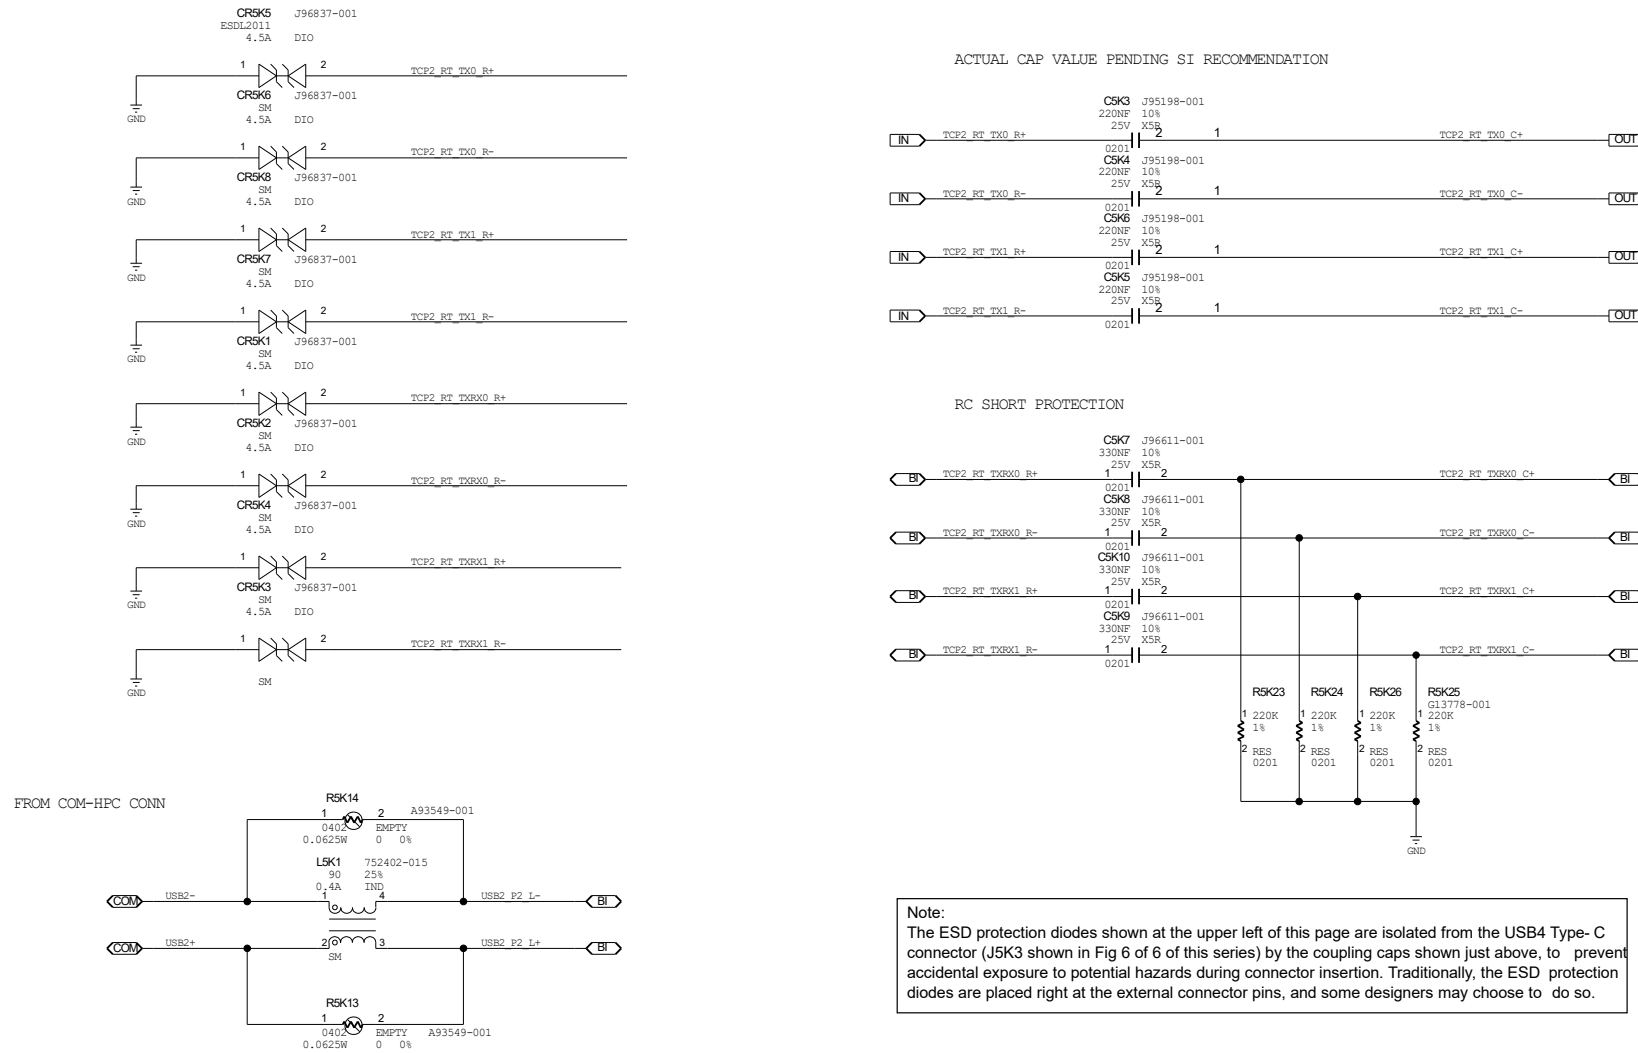 CR5K5 J96837-001
ESDL2011
4.5A DIO
1 2 TCP2_RT_TX0_R+
GND
CR5K6 J96837-001
SM
4.5A DIO
1 2 TCP2_RT_TX0_R-
GND
CR5K8 J96837-001
SM
4.5A DIO
1 2 TCP2_RT_TX1_R+
GND
CR5K7 J96837-001
SM
4.5A DIO
1 2 TCP2_RT_TX1_R-
GND
CR5K1 J96837-001
SM
4.5A DIO
1 2 TCP2_RT_TXRX0_R+
GND
CR5K2 J96837-001
SM
4.5A DIO
1 2 TCP2_RT_TXRX0_R-
GND
CR5K4 J96837-001
SM
4.5A DIO
1 2 TCP2_RT_TXRX1_R+
GND
CR5K3 J96837-001
SM
4.5A DIO
1 2 TCP2_RT_TXRX1_R-
GND
SM
FROM COM-HPC CONN
R5K14
1 2 A93549-001
0402 EMPTY
0.0625W 0 0%
L5K1 752402-015
90 25%
0.4A IND
COM USB2- 1 4 USB2_P2_L- BI
COM USB2+ 2 3 USB2_P2_L+ BI
SM
R5K13
1 2
0402 EMPTY A93549-001
0.0625W 0 0%
ACTUAL CAP VALUE PENDING SI RECOMMENDATION
C5K3 J95198-001
220NF 10%
25V X5R
IN TCP2_RT_TX0_R+ 2 1 TCP2_RT_TX0_C+ OUT
0201
C5K4 J95198-001
220NF 10%
25V X5R
IN TCP2_RT_TX0_R- 2 1 TCP2_RT_TX0_C- OUT
0201
C5K6 J95198-001
220NF 10%
25V X5R
IN TCP2_RT_TX1_R+ 2 1 TCP2_RT_TX1_C+ OUT
0201
C5K5 J95198-001
220NF 10%
25V X5R
IN TCP2_RT_TX1_R- 2 1 TCP2_RT_TX1_C- OUT
0201
RC SHORT PROTECTION
C5K7 J96611-001
330NF 10%
25V X5R
BI TCP2_RT_TXRX0_R+ 1 2 TCP2_RT_TXRX0_C+ BI
0201
C5K8 J96611-001
330NF 10%
25V X5R
BI TCP2_RT_TXRX0_R- 1 2 TCP2_RT_TXRX0_C- BI
0201
C5K10 J96611-001
330NF 10%
25V X5R
BI TCP2_RT_TXRX1_R+ 1 2 TCP2_RT_TXRX1_C+ BI
0201
C5K9 J96611-001
330NF 10%
25V X5R
BI TCP2_RT_TXRX1_R- 1 2 TCP2_RT_TXRX1_C- BI
0201
R5K23 R5K24 R5K26 R5K25
G13778-001
1 220K 1 220K 1 220K 1 220K
1% 1% 1% 1%
2 RES 2 RES 2 RES 2 RES
0201 0201 0201 0201
GND
Note:
The ESD protection diodes shown at the upper left of this page are isolated from the USB4 Type- C
connector (J5K3 shown in Fig 6 of 6 of this series) by the coupling caps shown just above, to prevent
accidental exposure to potential hazards during connector insertion. Traditionally, the ESD protection
diodes are placed right at the external connector pins, and some designers may choose to do so.